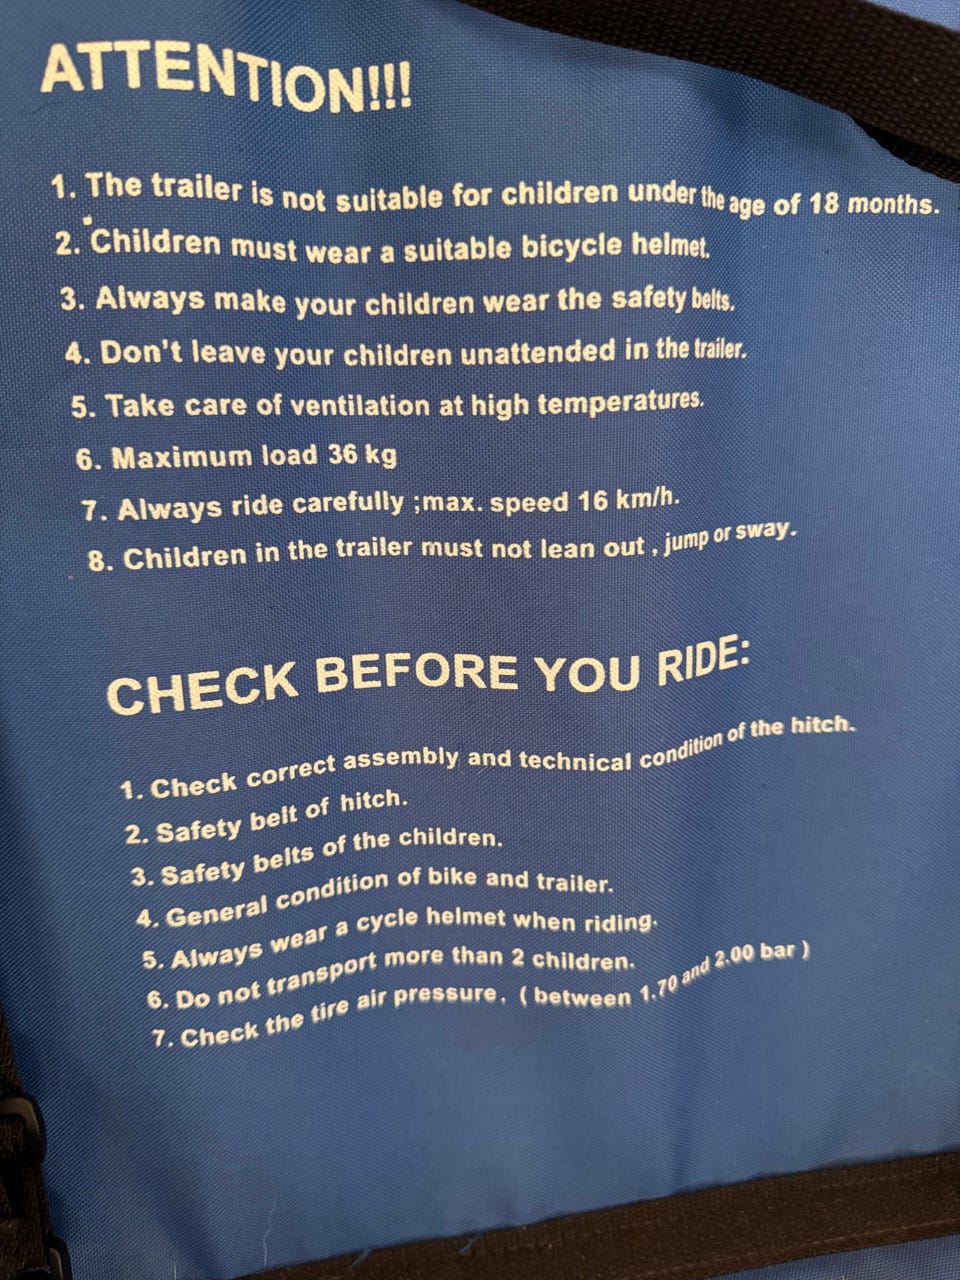 ATTENTION!!!
1. The trailer is not suitable for children under the age of 18 months.
2. Children must wear a suitable bicycle helmet.
3. Always make your children wear the safety belts.
4. Don't leave your children unattended in the trailer.
5. Take care of ventilation at high temperatures.
6. Maximum load 36 kg
7. Always ride carefully ;max. speed 16 km/h.
8. Children in the trailer must not lean out , jump or sway.
CHECK BEFORE YOU RIDE:
1. Check correct assembly and technical condition of the hitch.
2. Safety belt of hitch.
3. Safety belts of the children.
4. General condition of bike and trailer.
5. Always wear a cycle helmet when riding.
6. Do not transport more than 2 children.
7. Check the tire air pressure. ( between 1.70 and 2.00 bar )